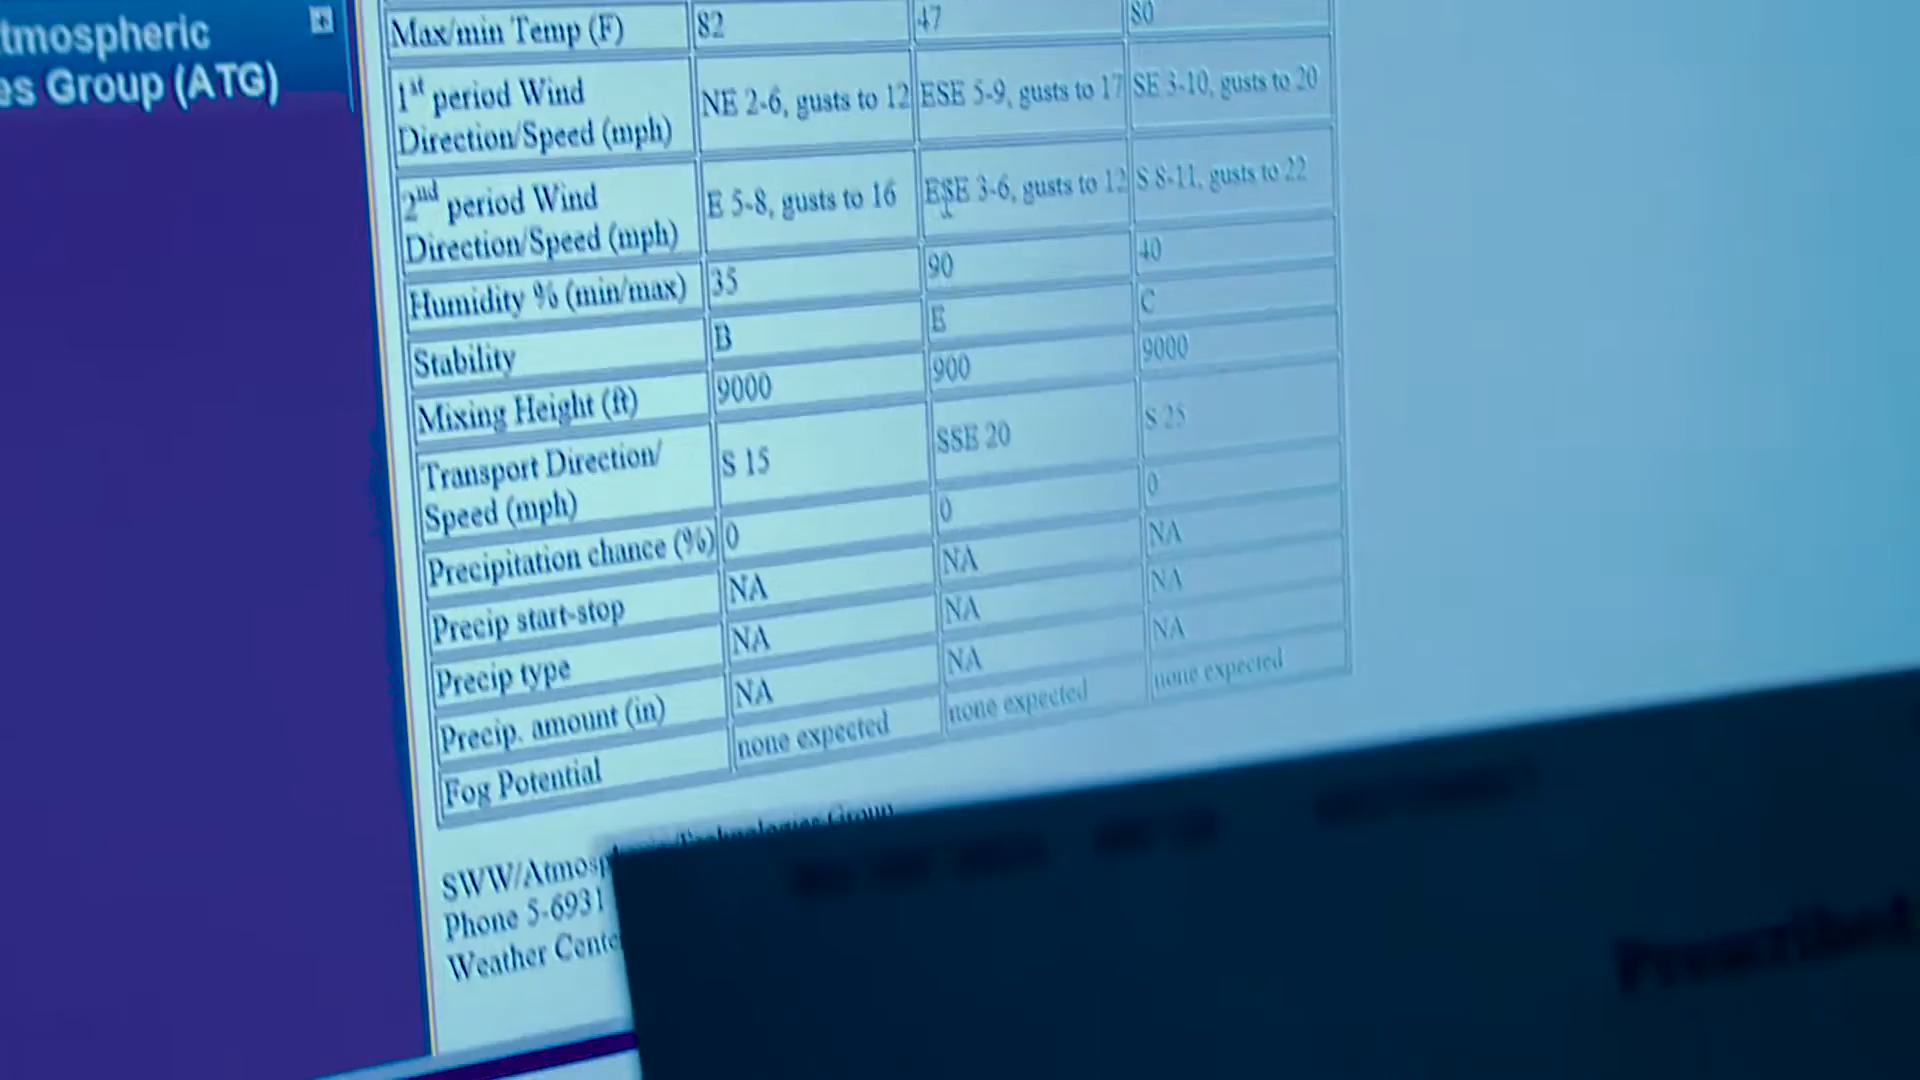 tmospheric
es Group (ATG)
Max/min Temp (F) 82 47 80
1st period Wind
Direction/Speed (mph) NE 2-6, gusts to 12 ESE 5-9, gusts to 17 SE 3-10, gusts to 20
2nd period Wind
Direction/Speed (mph) E 5-8, gusts to 16 ESE 3-6, gusts to 12 S 8-11, gusts to 22
Humidity % (min/max) 35 90 40
Stability B E C
Mixing Height (ft) 9000 900 9000
Transport Direction/
Speed (mph) S 15 SSE 20 S 25
Precipitation chance (%) 0 0 0
Precip start-stop NA NA NA
Precip type NA NA NA
Precip. amount (in) NA NA NA
Fog Potential none expected none expected none expected
SWW/Atmosp Technologies Group
Phone 5-6931
Weather Cente
Prescribed